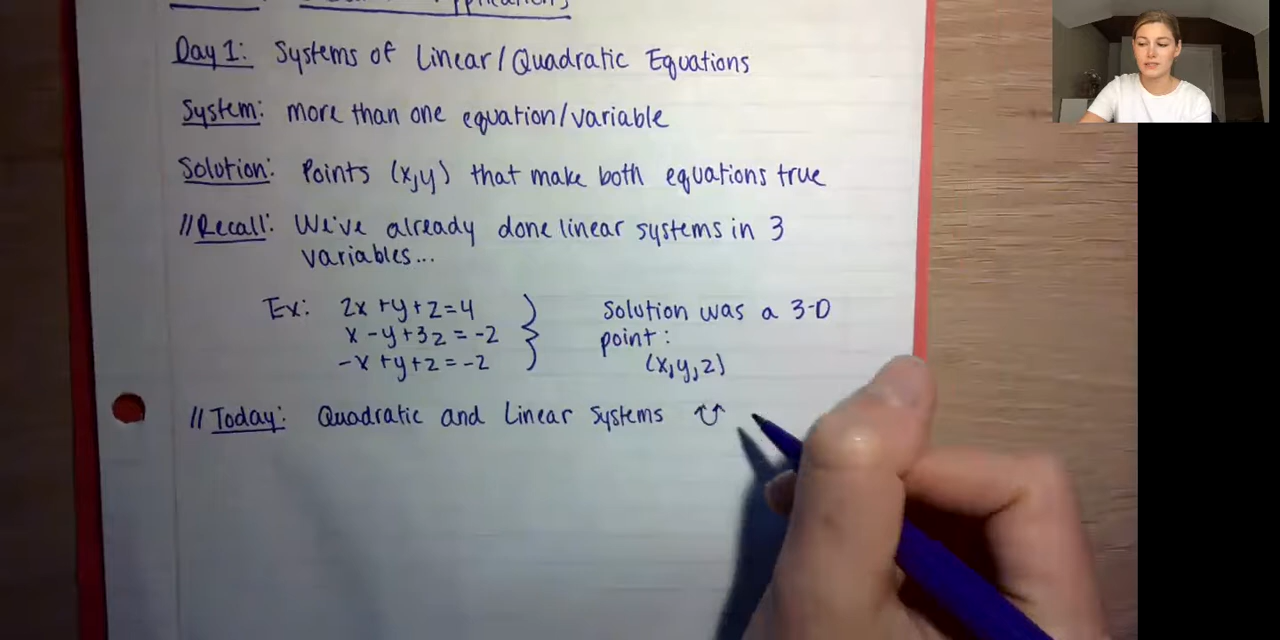 Applications
Day 1: Systems of Linear/Quadratic Equations
System: more than one equation/variable
Solution: Points (x,y) that make both equations true
// Recall: We've already done linear systems in 3
variables...
Ex: 2x +y+z=4
x -y+3z = -2
-x +y+z = -2
Solution was a 3-D
point:
(x,y,z)
// Today: Quadratic and Linear Systems